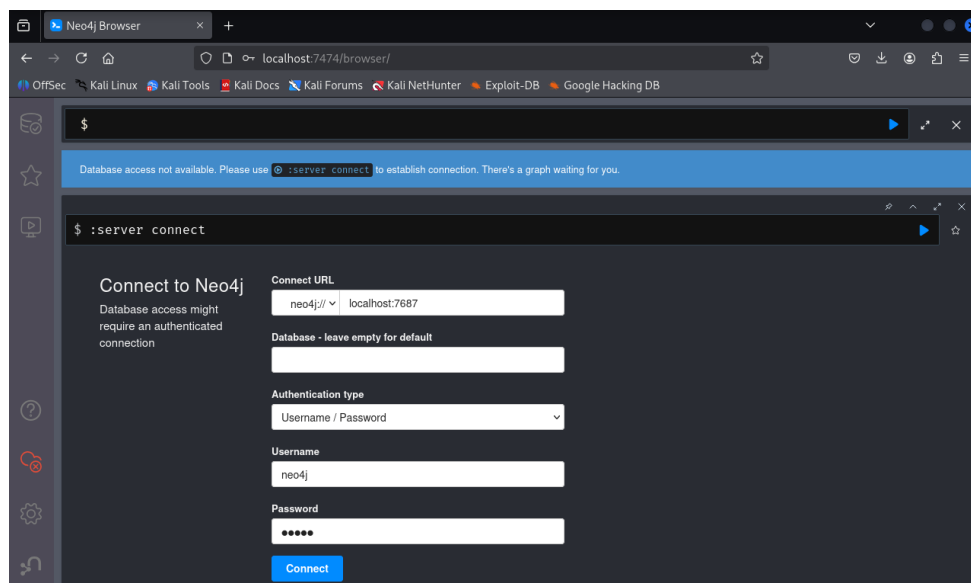 Neo4j Browser
localhost:7474/browser/
OffSec Kali Linux Kali Tools Kali Docs Kali Forums Kali NetHunter Exploit-DB Google Hacking DB
$
Database access not available. Please use :server connect to establish connection. There's a graph waiting for you.
$ :server connect
Connect to Neo4j
Database access might
require an authenticated
connection
Connect URL
neo4j:// localhost:7687
Database - leave empty for default
Authentication type
Username / Password
Username
neo4j
Password
•••••
Connect